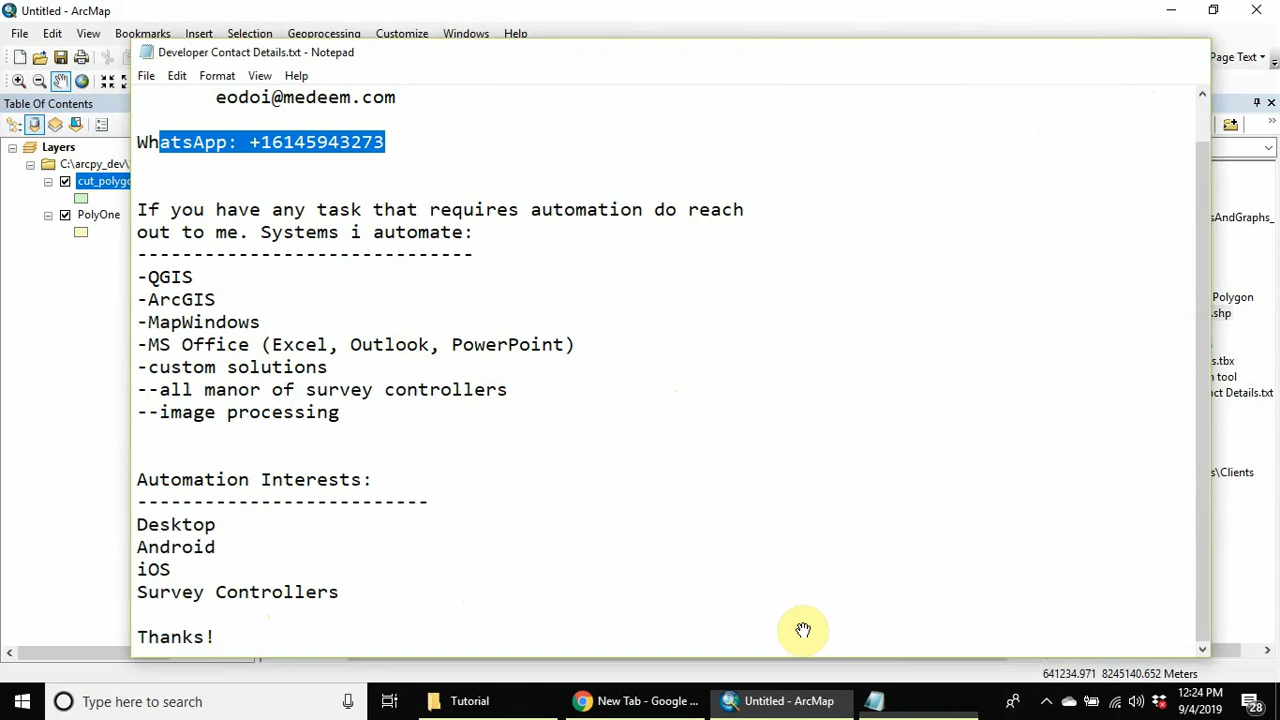 Untitled - ArcMap
File Edit View Bookmarks Insert Selection Geoprocessing Customize Windows Help
Page Text
Developer Contact Details.txt - Notepad
File Edit Format View Help
Table Of Contents
Layers
C:\arcpy_dev\
cut_polygo
PolyOne
eodoi@medeem.com
WhatsApp: +16145943273
If you have any task that requires automation do reach
out to me. Systems i automate:
------------------------------
-QGIS
-ArcGIS
-MapWindows
-MS Office (Excel, Outlook, PowerPoint)
-custom solutions
--all manor of survey controllers
--image processing
Automation Interests:
--------------------------
Desktop
Android
iOS
Survey Controllers
Thanks!
sAndGraphs_
Polygon
.shp
s.tbx
n tool
tact Details.txt
s\Clients
641234.971 8245140.652 Meters
Type here to search
Tutorial
New Tab - Google ...
Untitled - ArcMap
12:24 PM
9/4/2019
28